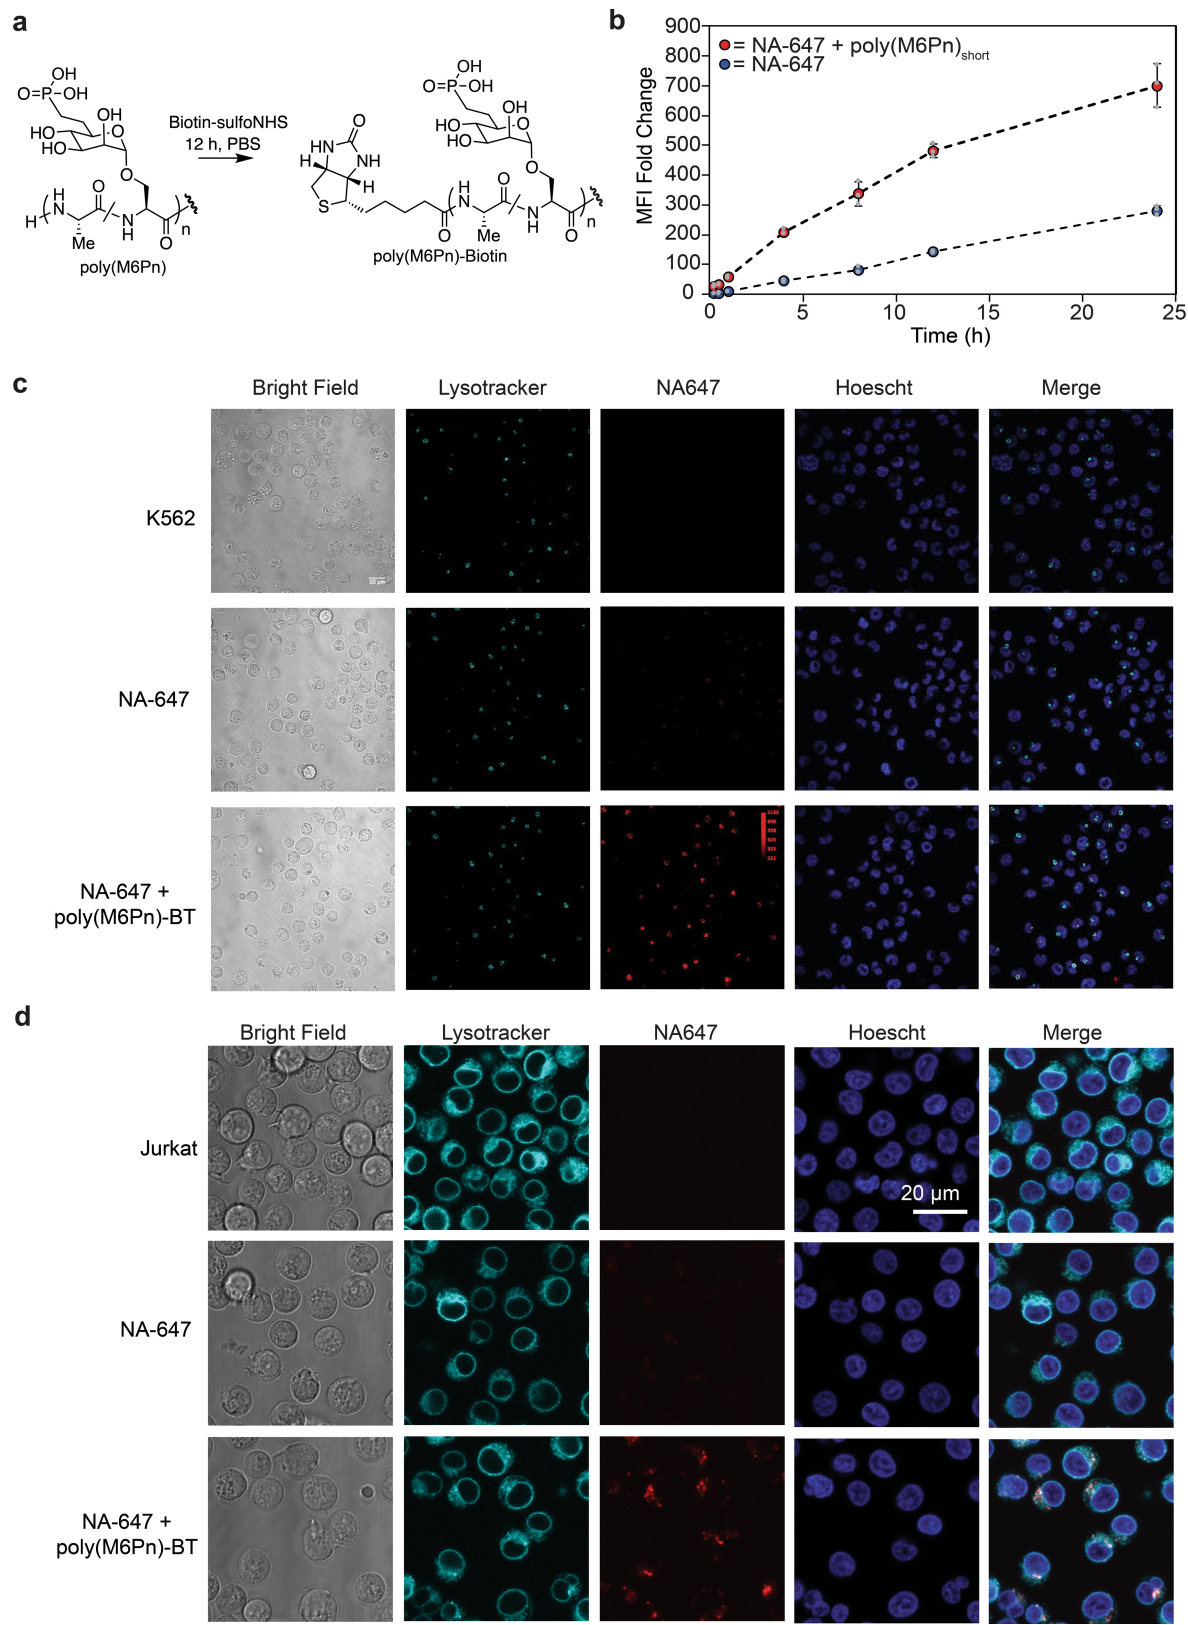 a
O
OH
P
OH
OH
HO
HO
O
O
O
H
H
N
Me
N
H
O
n
poly(M6Pn)
Biotin-sulfoNHS
12 h, PBS
O
HN
NH
H
H
S
O
O
OH
P
OH
OH
HO
HO
O
O
H
N
O
Me
N
H
O
n
poly(M6Pn)-Biotin
b
900
800
700
600
500
400
300
200
100
0
MFI Fold Change
= NA-647 + poly(M6Pn)short
= NA-647
0 5 10 15 20 25
Time (h)
c
Bright Field Lysotracker NA647 Hoescht Merge
K562
20 µm
NA-647
NA-647 +
poly(M6Pn)-BT
d
Bright Field Lysotracker NA647 Hoescht Merge
Jurkat
20 µm
NA-647
NA-647 +
poly(M6Pn)-BT